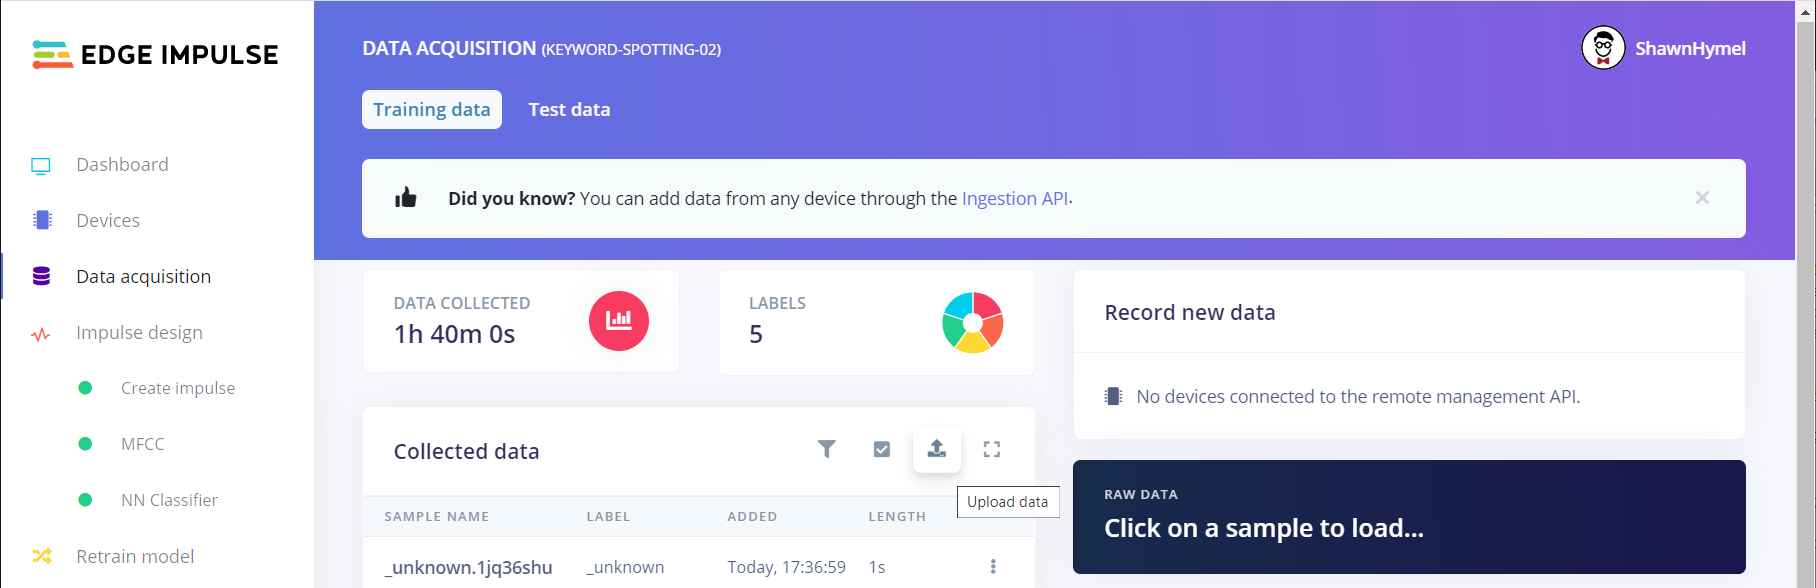 EDGE IMPULSE
Dashboard
Devices
Data acquisition
Impulse design
Create impulse
MFCC
NN Classifier
Retrain model
DATA ACQUISITION (KEYWORD-SPOTTING-02)
ShawnHymel
Training data
Test data
Did you know? You can add data from any device through the Ingestion API.
×
DATA COLLECTED
1h 40m 0s
LABELS
5
Collected data
Upload data
SAMPLE NAME LABEL ADDED LENGTH
_unknown.1jq36shu _unknown Today, 17:36:59 1s
Record new data
No devices connected to the remote management API.
RAW DATA
Click on a sample to load...